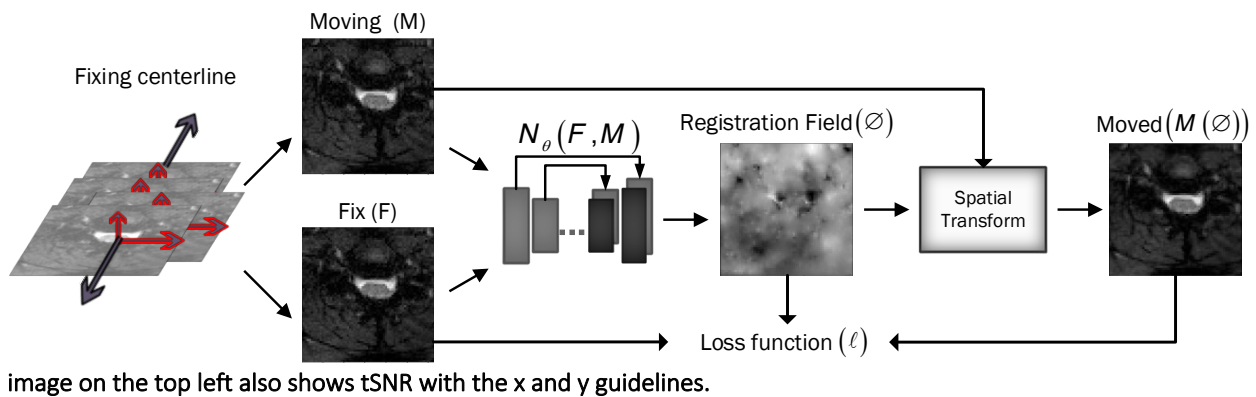 Moving (M)
Fixing centerline
N_θ(F,M)
Registration Field(∅)
Moved(M(∅))
Fix (F)
Spatial
Transform
Loss function (ℓ)
image on the top left also shows tSNR with the x and y guidelines.